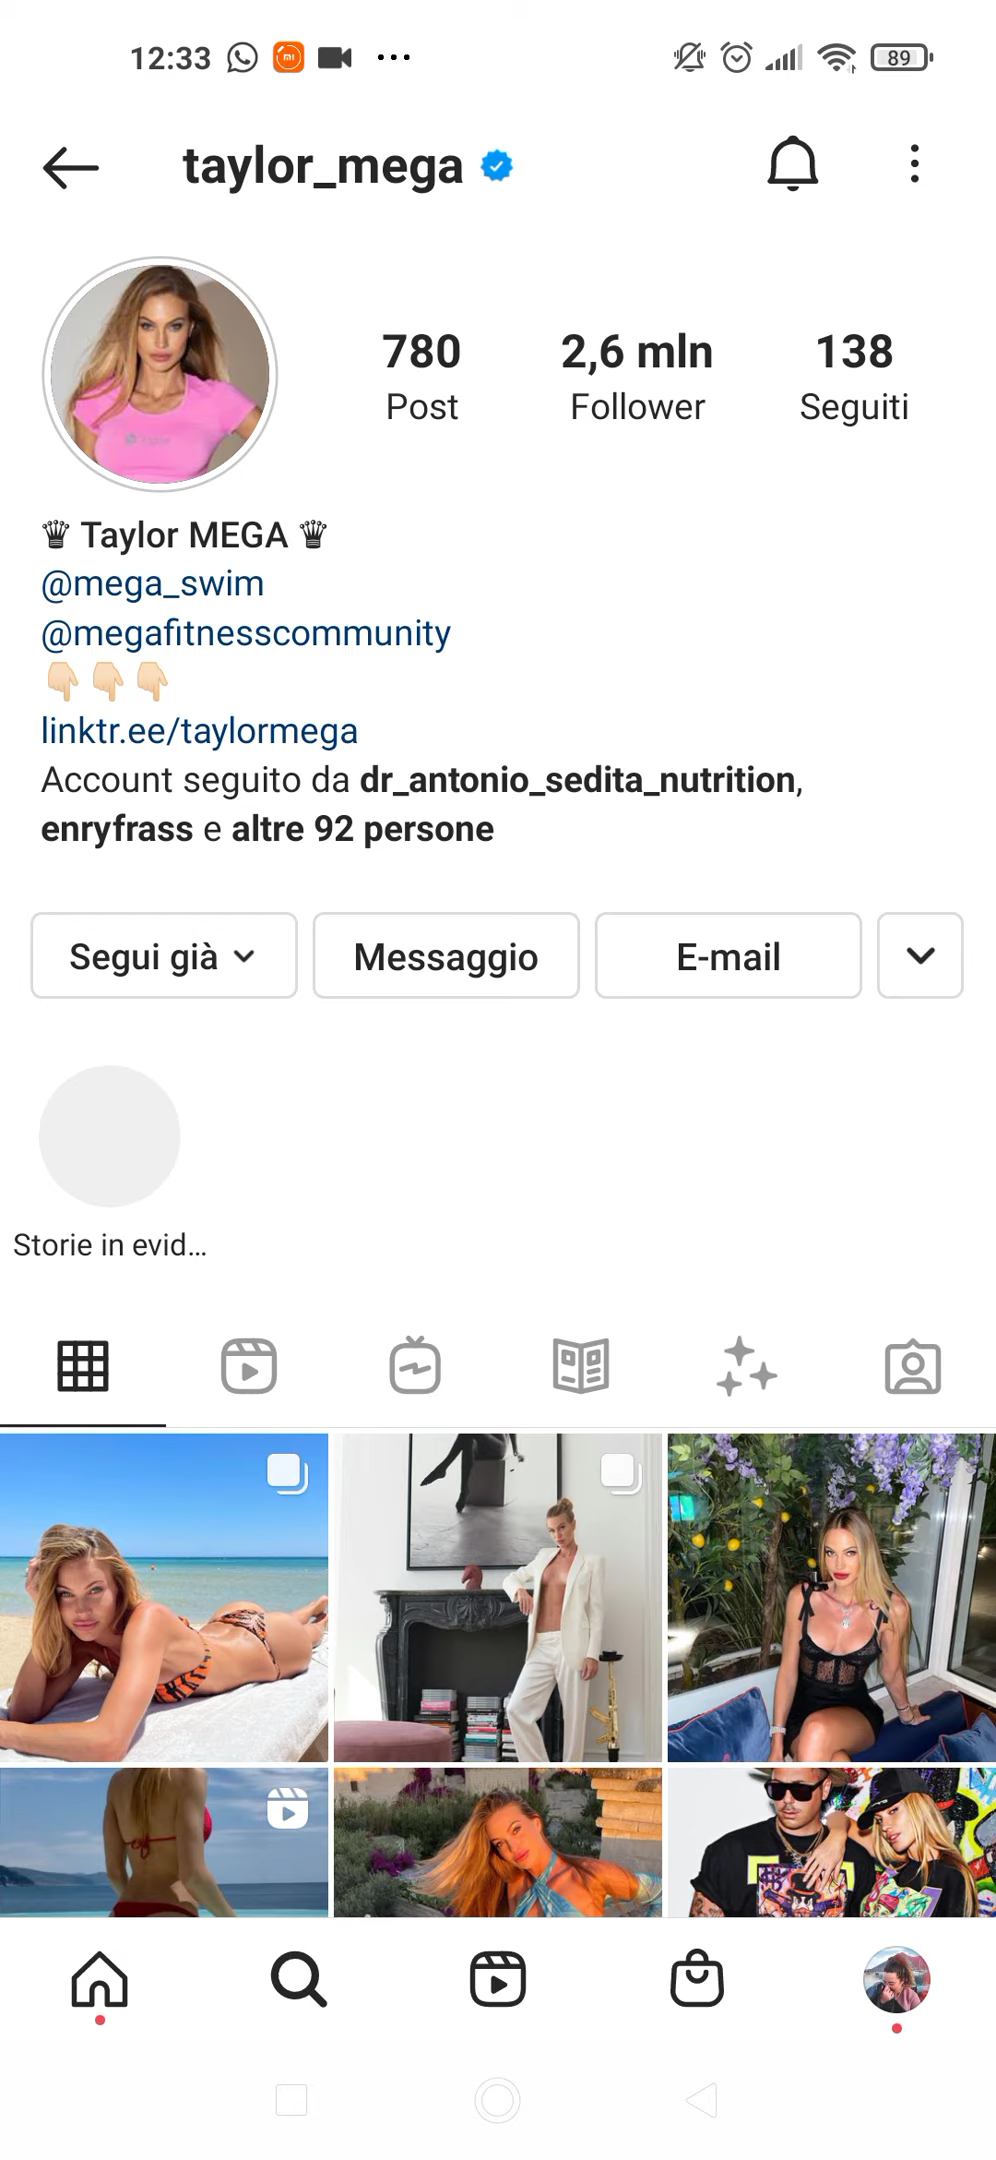 12:33
89
taylor_mega
780
2,6 mln
138
Post
Follower
Seguiti
♛ Taylor MEGA ♛
@mega_swim
@megafitnesscommunity
👇🏻👇🏻👇🏻
linktr.ee/taylormega
Account seguito da dr_antonio_sedita_nutrition,
enryfrass e altre 92 persone
Segui già
Messaggio
E-mail
Storie in evid...